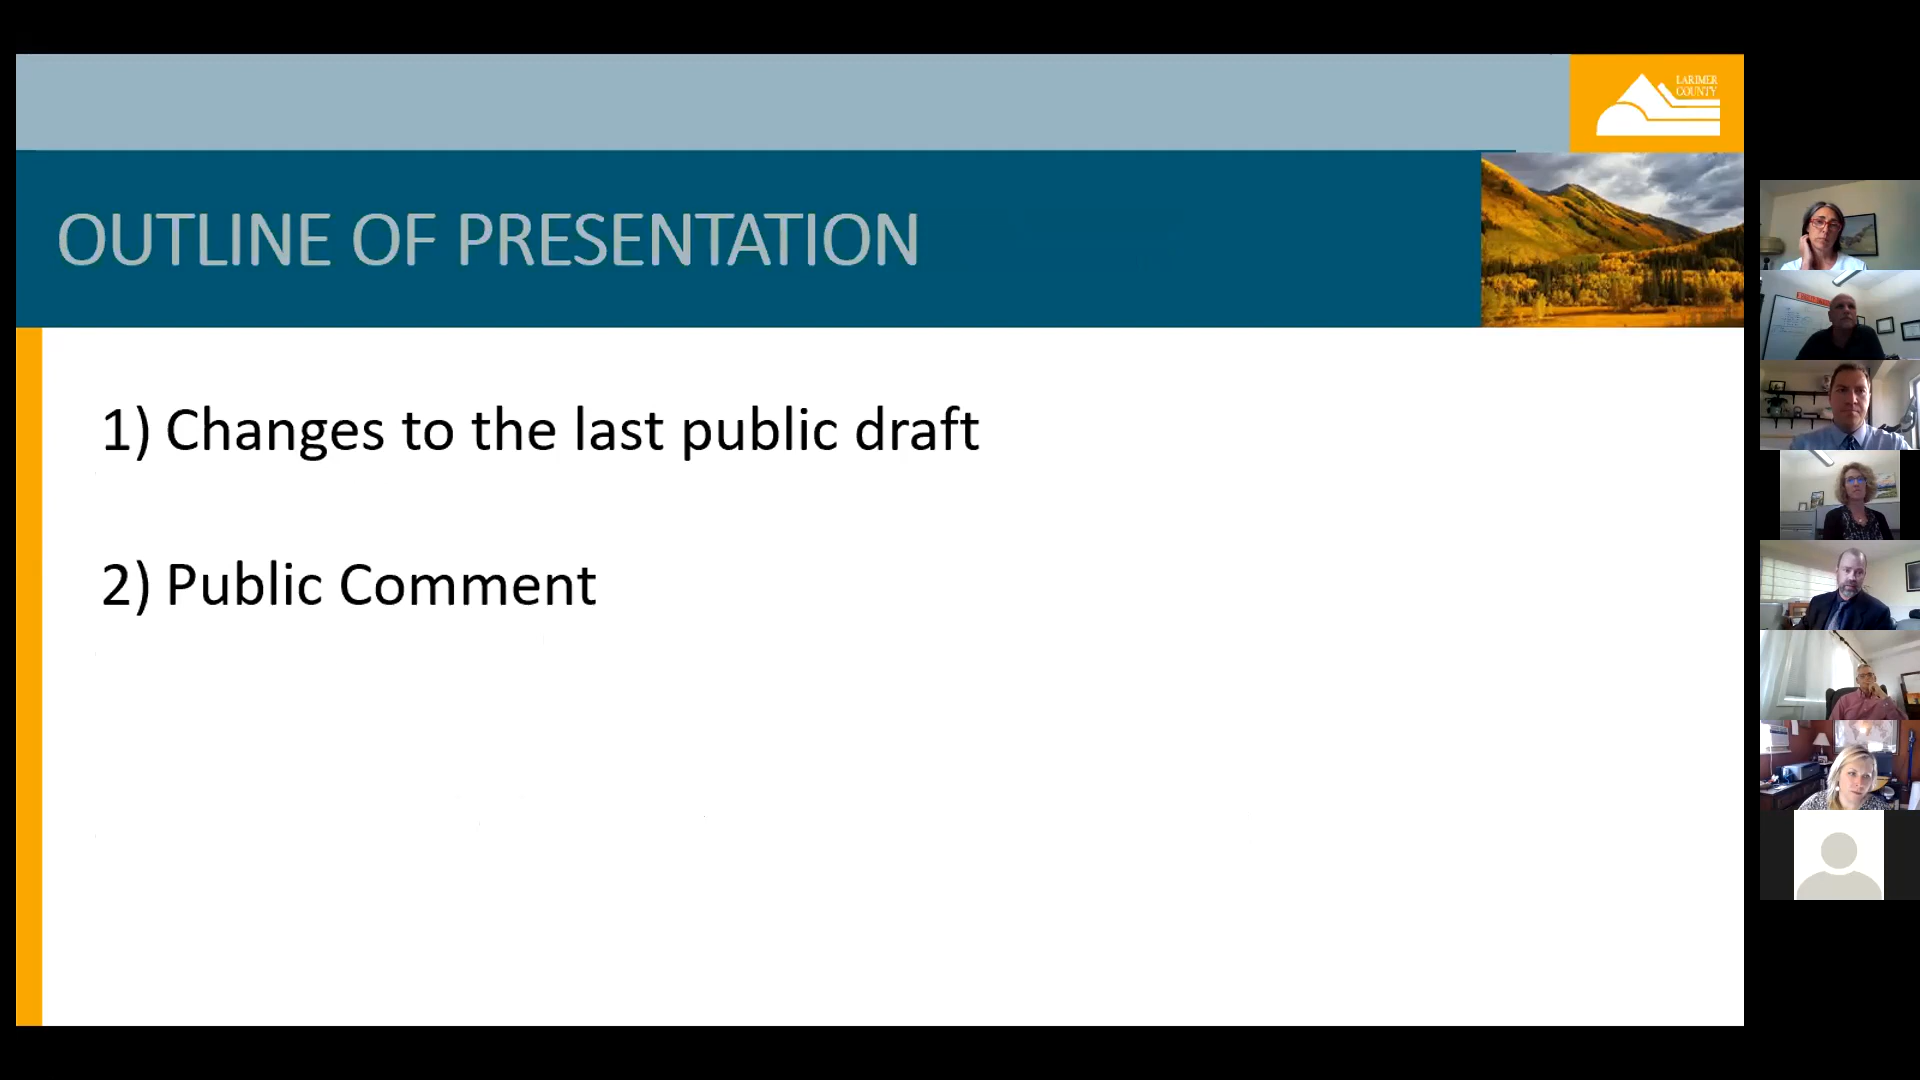 LARIMER
COUNTY
OUTLINE OF PRESENTATION
1) Changes to the last public draft
2) Public Comment